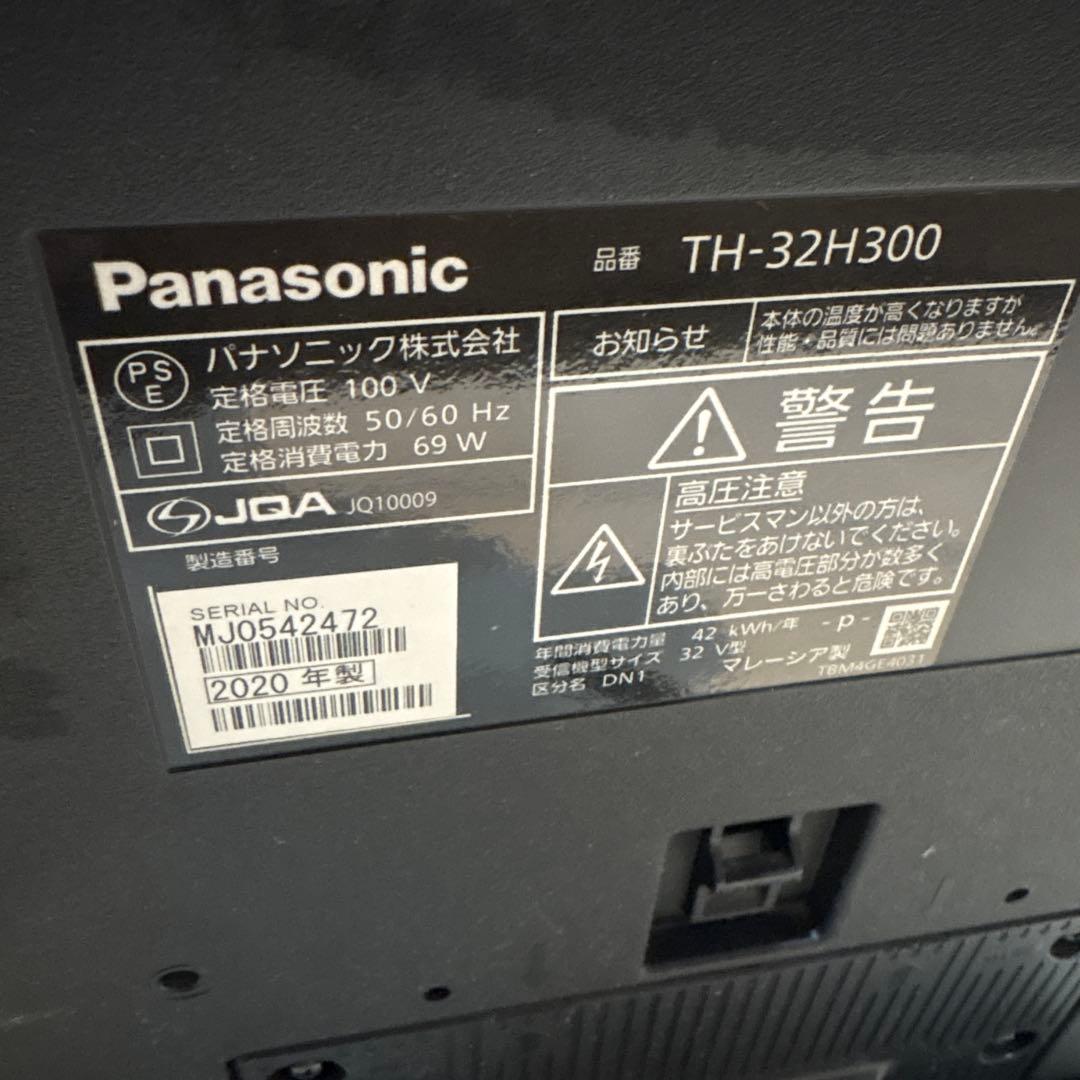 Panasonic
品番 TH-32H300
PS
E
パナソニック株式会社
定格電圧 100 V
定格周波数 50/60 Hz
定格消費電力 69 W
JQA JQ10009
製造番号
SERIAL NO.
MJ0542472
2020 年製
お知らせ
本体の温度が高くなりますが
性能・品質には問題ありません。
警告
高圧注意
サービスマン以外の方は、
裏ぶたをあけないでください。
内部には高電圧部分が数多く
あり、万一さわると危険です。
年間消費電力量 42 kWh/年 -p-
受信機型サイズ 32 V型
区分名 DN1
マレーシア製
TBM4GE4031